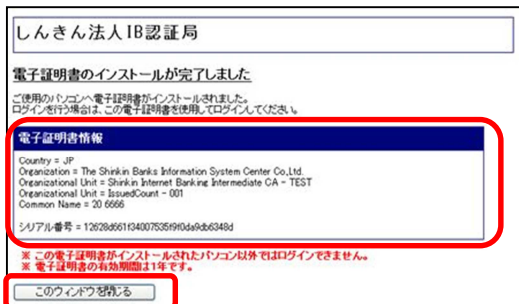 しんきん法人IB認証局
電子証明書のインストールが完了しました
ご使用のパソコンへ電子証明書がインストールされました。
ログインを行う場合は、この電子証明書を使用してログインしてください。
電子証明書情報
Country = JP
Organization = The Shinkin Banks Information System Center Co.,Ltd.
Organizational Unit = Shinkin Internet Banking Intermediate CA - TEST
Organizational Unit = IssuedCount - 001
Common Name = 20 6666
シリアル番号 =
※ この電子証明書がインストールされたパソコン以外ではログインできません。
※ 電子証明書の有効期間は1年です。
このウィンドウを閉じる